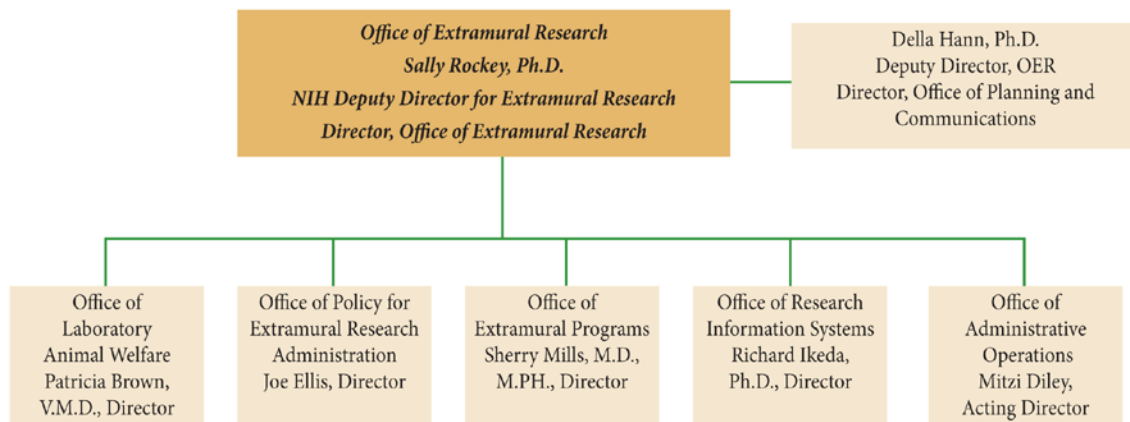 Office of Extramural Research
Sally Rockey, Ph.D.
NIH Deputy Director for Extramural Research
Director, Office of Extramural Research
Della Hann, Ph.D.
Deputy Director, OER
Director, Office of Planning and
Communications
Office of
Laboratory
Animal Welfare
Patricia Brown,
V.M.D., Director
Office of Policy for
Extramural Research
Administration
Joe Ellis, Director
Office of
Extramural Programs
Sherry Mills, M.D.,
M.PH., Director
Office of Research
Information Systems
Richard Ikeda,
Ph.D., Director
Office of
Administrative
Operations
Mitzi Diley,
Acting Director